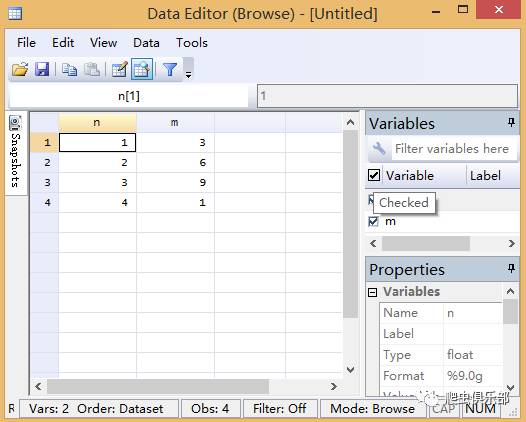 Data Editor (Browse) - [Untitled]
File Edit View Data Tools
n[1] 1
Snapshots
n m
1 1 3
2 2 6
3 3 9
4 4 1
Variables
Filter variables here
Variable Label
Checked
m
Properties
Variables
Name n
Label
Type float
Format %9.0g
爬虫俱乐部
R Vars: 2 Order: Dataset Obs: 4 Filter: Off Mode: Browse CAP NUM